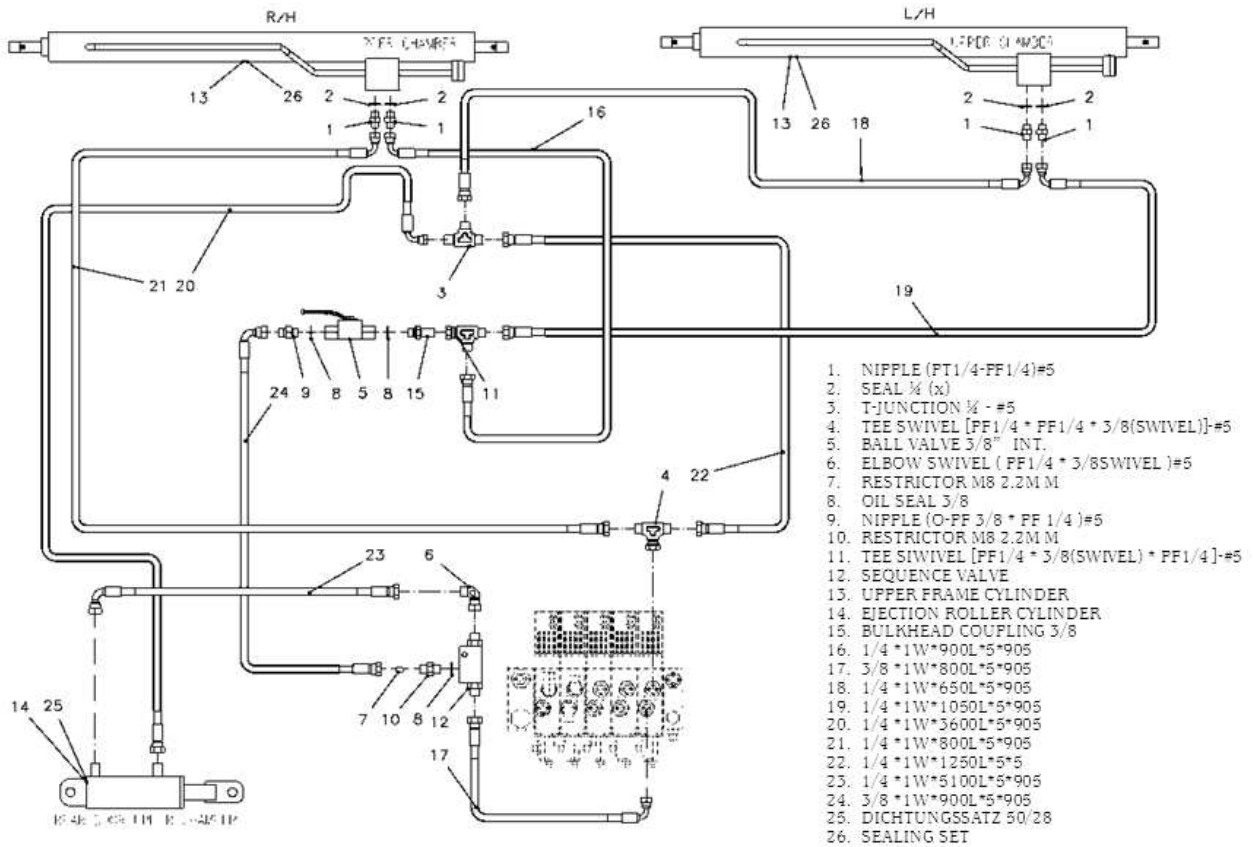 R/H
L/H
CHAMBER
13
26
2
2
1
1
16
13
26
18
2
2
1
1
21 20
3
19
24
9
8
5
8
15
11
22
4
23
6
14
25
7
10
8
12
17
1. NIPPLE (PT1/4-PF1/4)#5
2. SEAL ¼ (x)
3. T-JUNCTION ¼ - #5
4. TEE SWIVEL [PF1/4 * PF1/4 * 3/8(SWIVEL)]-#5
5. BALL VALVE 3/8" INT.
6. ELBOW SWIVEL ( PF1/4 * 3/8SWIVEL )#5
7. RESTRICTOR M8 2.2M M
8. OIL SEAL 3/8
9. NIPPLE (O-PF 3/8 * PF 1/4 )#5
10. RESTRICTOR M8 2.2M M
11. TEE SIWIVEL [PF1/4 * 3/8(SWIVEL) * PF1/4 ]-#5
12. SEQUENCE VALVE
13. UPPER FRAME CYLINDER
14. EJECTION ROLLER CYLINDER
15. BULKHEAD COUPLING 3/8
16. 1/4 *1W*900L*5*905
17. 3/8 *1W*800L*5*905
18. 1/4 *1W*650L*5*905
19. 1/4 *1W*1050L*5*905
20. 1/4 *1W*3600L*5*905
21. 1/4 *1W*800L*5*905
22. 1/4 *1W*1250L*5*5
23. 1/4 *1W*5100L*5*905
24. 3/8 *1W*900L*5*905
25. DICHTUNGSSATZ 50/28
26. SEALING SET